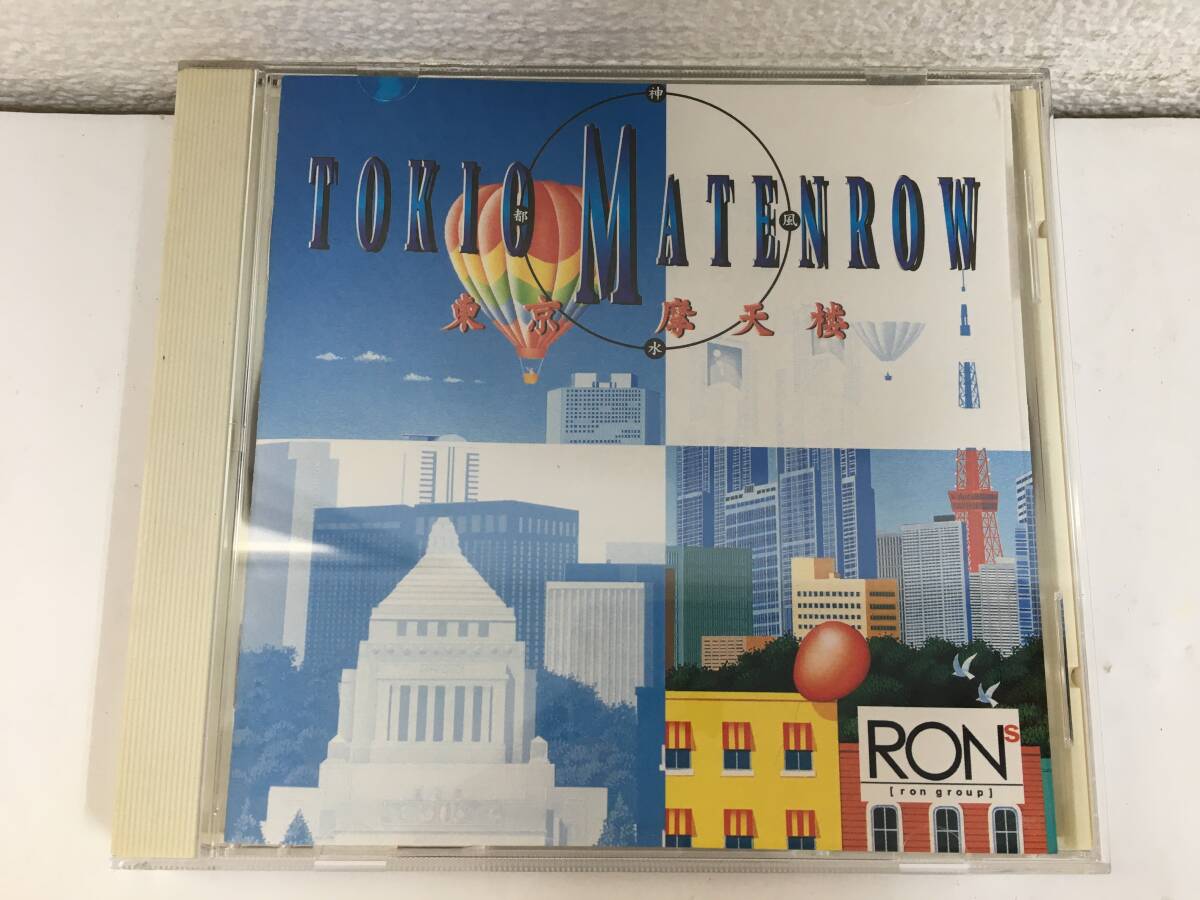 神
TOKIO MATENROW
都
風
東京 摩天楼
水
RONs
[ron group]